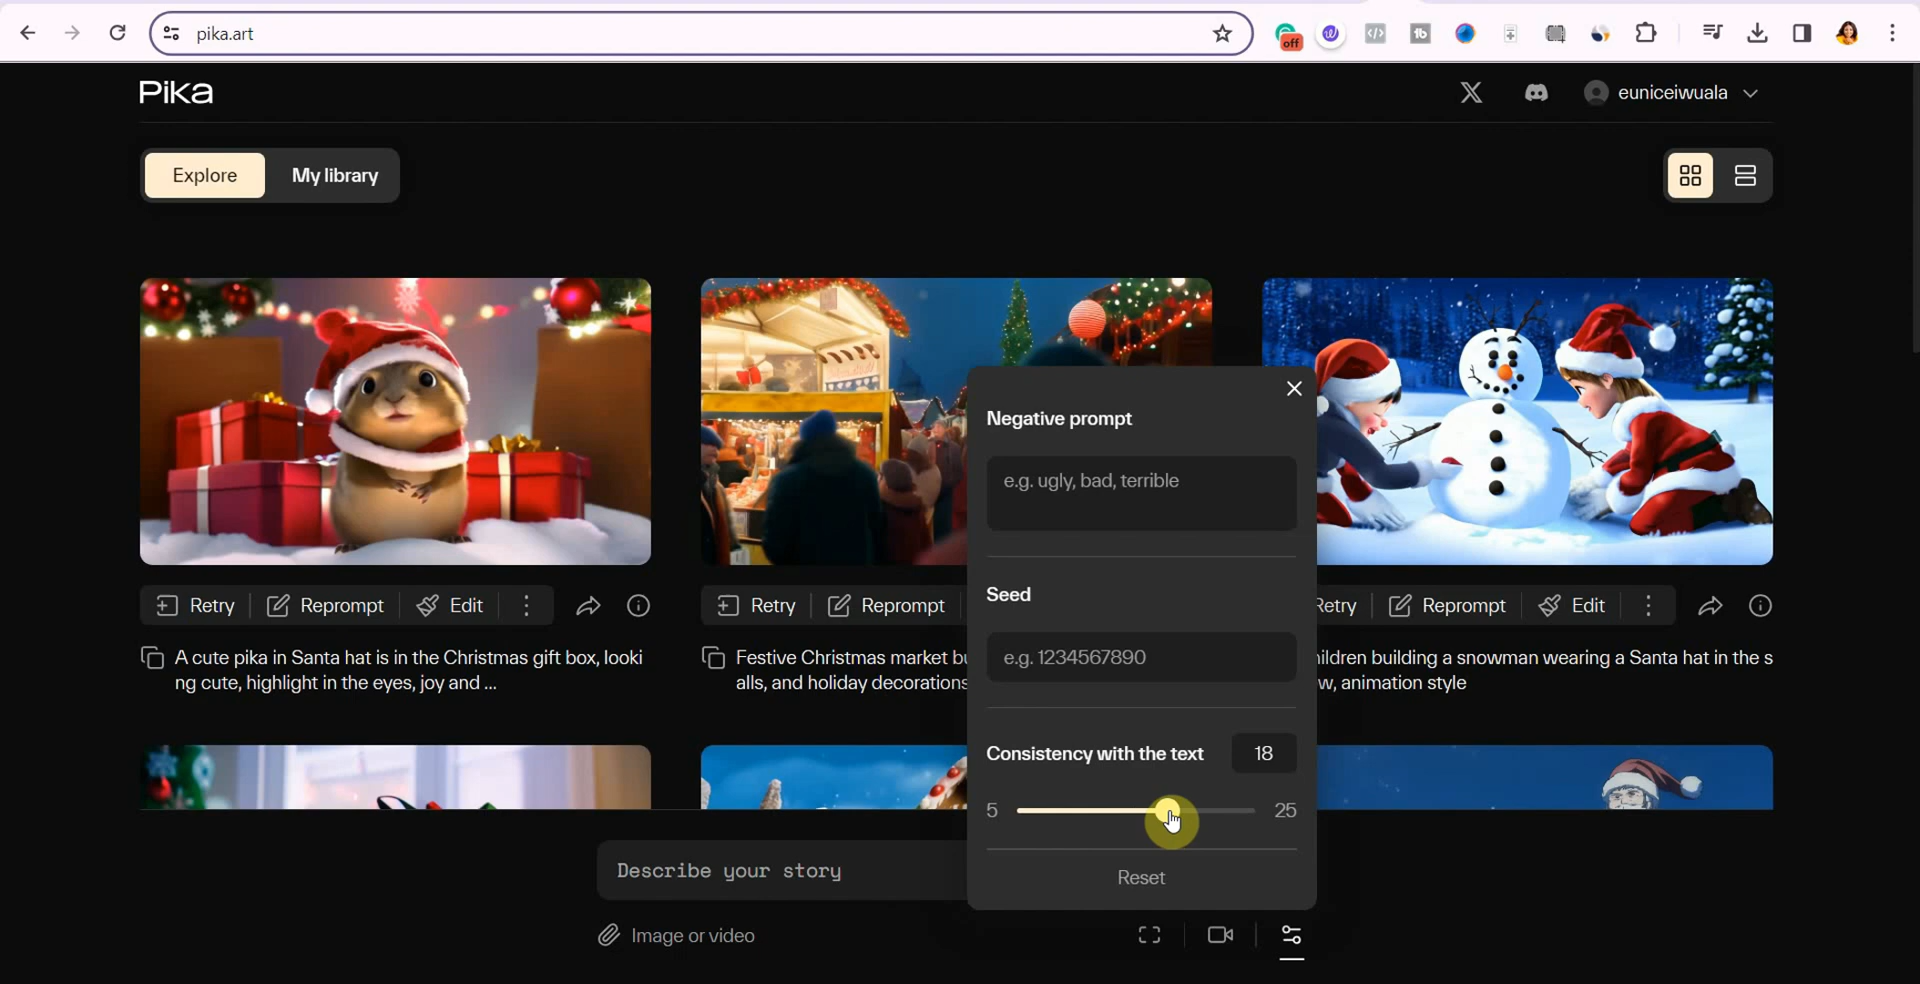 pika.art
off
Pika
euniceiwuala
Explore
My library
Retry
Reprompt
Edit
A cute pika in Santa hat is in the Christmas gift box, looki
ng cute, highlight in the eyes, joy and ...
Retry
Reprompt
Festive Christmas market
alls, and holiday decorations
Retry
Reprompt
Edit
building a snowman wearing a Santa hat in the s
animation style
Negative prompt
e.g. ugly, bad, terrible
Seed
e.g. 1234567890
Consistency with the text
18
5
25
Reset
Describe your story
Image or video